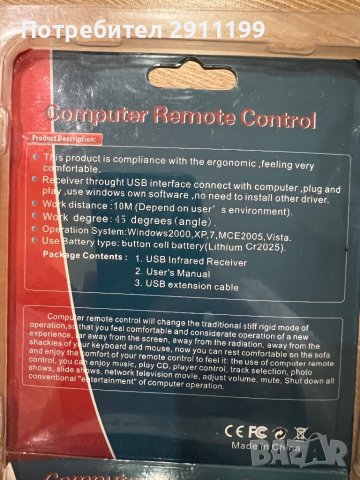 Потребител 2911199
Computer Remote Control
Product Description:
This product is compliance with the ergonomic ,feeling very
comfortable.
Receiver throught USB interface connect with computer ,plug and
play ,use windows own software ,no need to install other driver.
Work distance :10M (Depend on user's environment).
Work degree: 45 degrees (angle) .
Operatiion System:Windows2000,XP,7,MCE2005,Vista.
Use Battery type: button cell battery(Lithium Cr2025).
Package Contents : 1. USB Infrared Receiver
2. User's Manual
3. USB extension cable
Computer remote control will change the traditional stiff rigid mode of
operation,so that you feel comfortable and considerate operation of a new
experience, far away from the screen, away from the radiation, away from the
shackles of your keyboard and mouse, now you can rest comfortable on the sofa
and enjoy the comfort of your remote control to feel it: the use of computer remote
control, you can enjoy music, play CD, player control, track selection, photo
shows, slide shows, network television movie, adjust volume, mute, Shut down all
conventional "entertainment" of computer operation.
CE FC
Made in China
BAZAR
Computer Remote Control